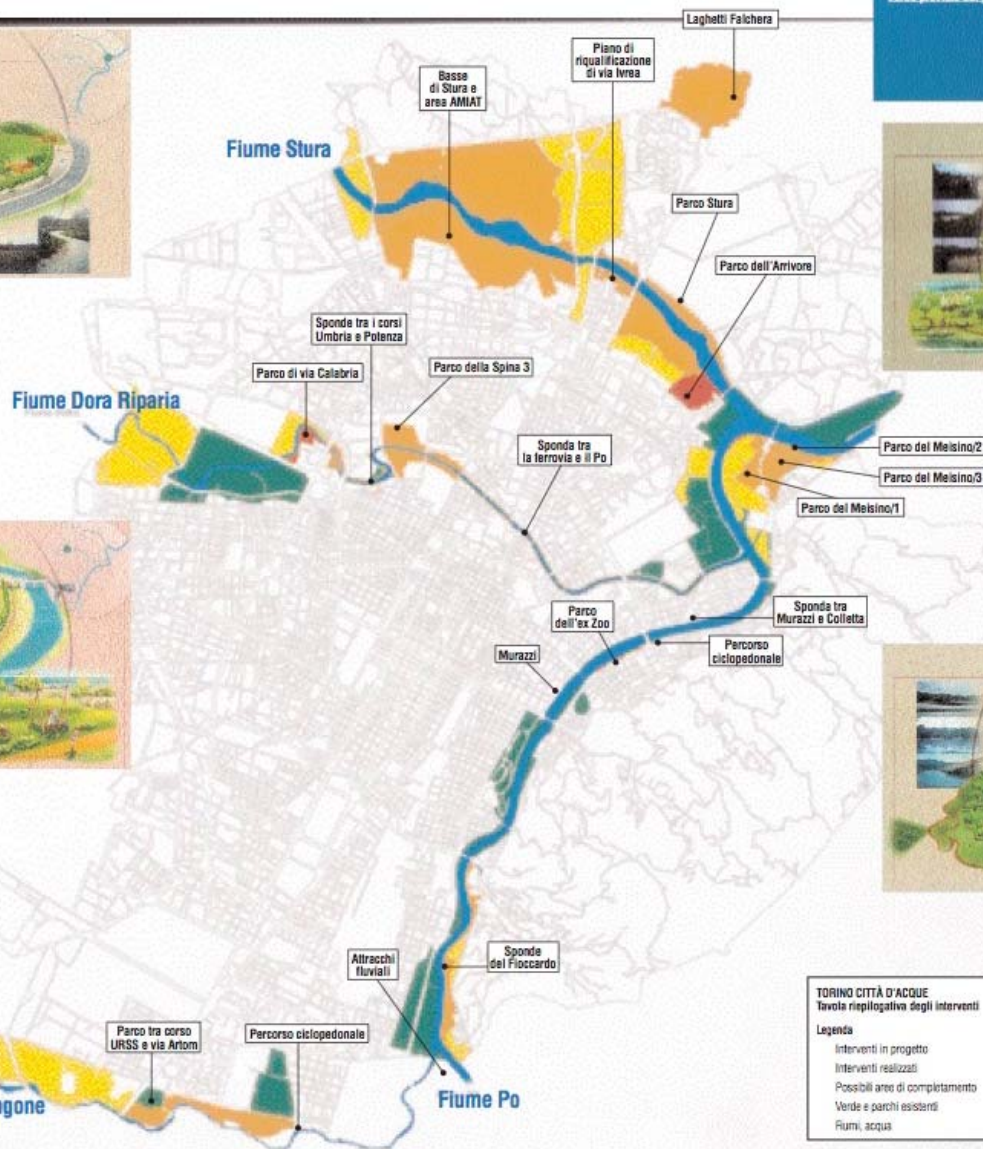 Laghetti Falchera
Piano di
riqualificazione
di via Ivrea
Basse
di Stura e
area AMIAT
Fiume Stura
Parco Stura
Parco dell'Arrivore
Sponde tra i corsi
Umbria e Potenza
Parco di via Calabria
Parco della Spina 3
Fiume Dora Riparia
Sponda tra
la ferrovia e il Po
Parco del Meisino/2
Parco del Meisino/3
Parco del Meisino/1
Parco
dell'ex Zoo
Sponda tra
Murazzi e Colletta
Murazzi
Percorso
ciclopedonale
Attracchi
fluviali
Sponde
del Fioccardo
Parco tra corso
URSS e via Artom
Percorso ciclopedonale
gone
Fiume Po
TORINO CITTÀ D'ACQUE
Tavola riepilogativa degli interventi
Legenda
Interventi in progetto
Interventi realizzati
Possibili aree di completamento
Verde e parchi esistenti
Fiumi, acqua